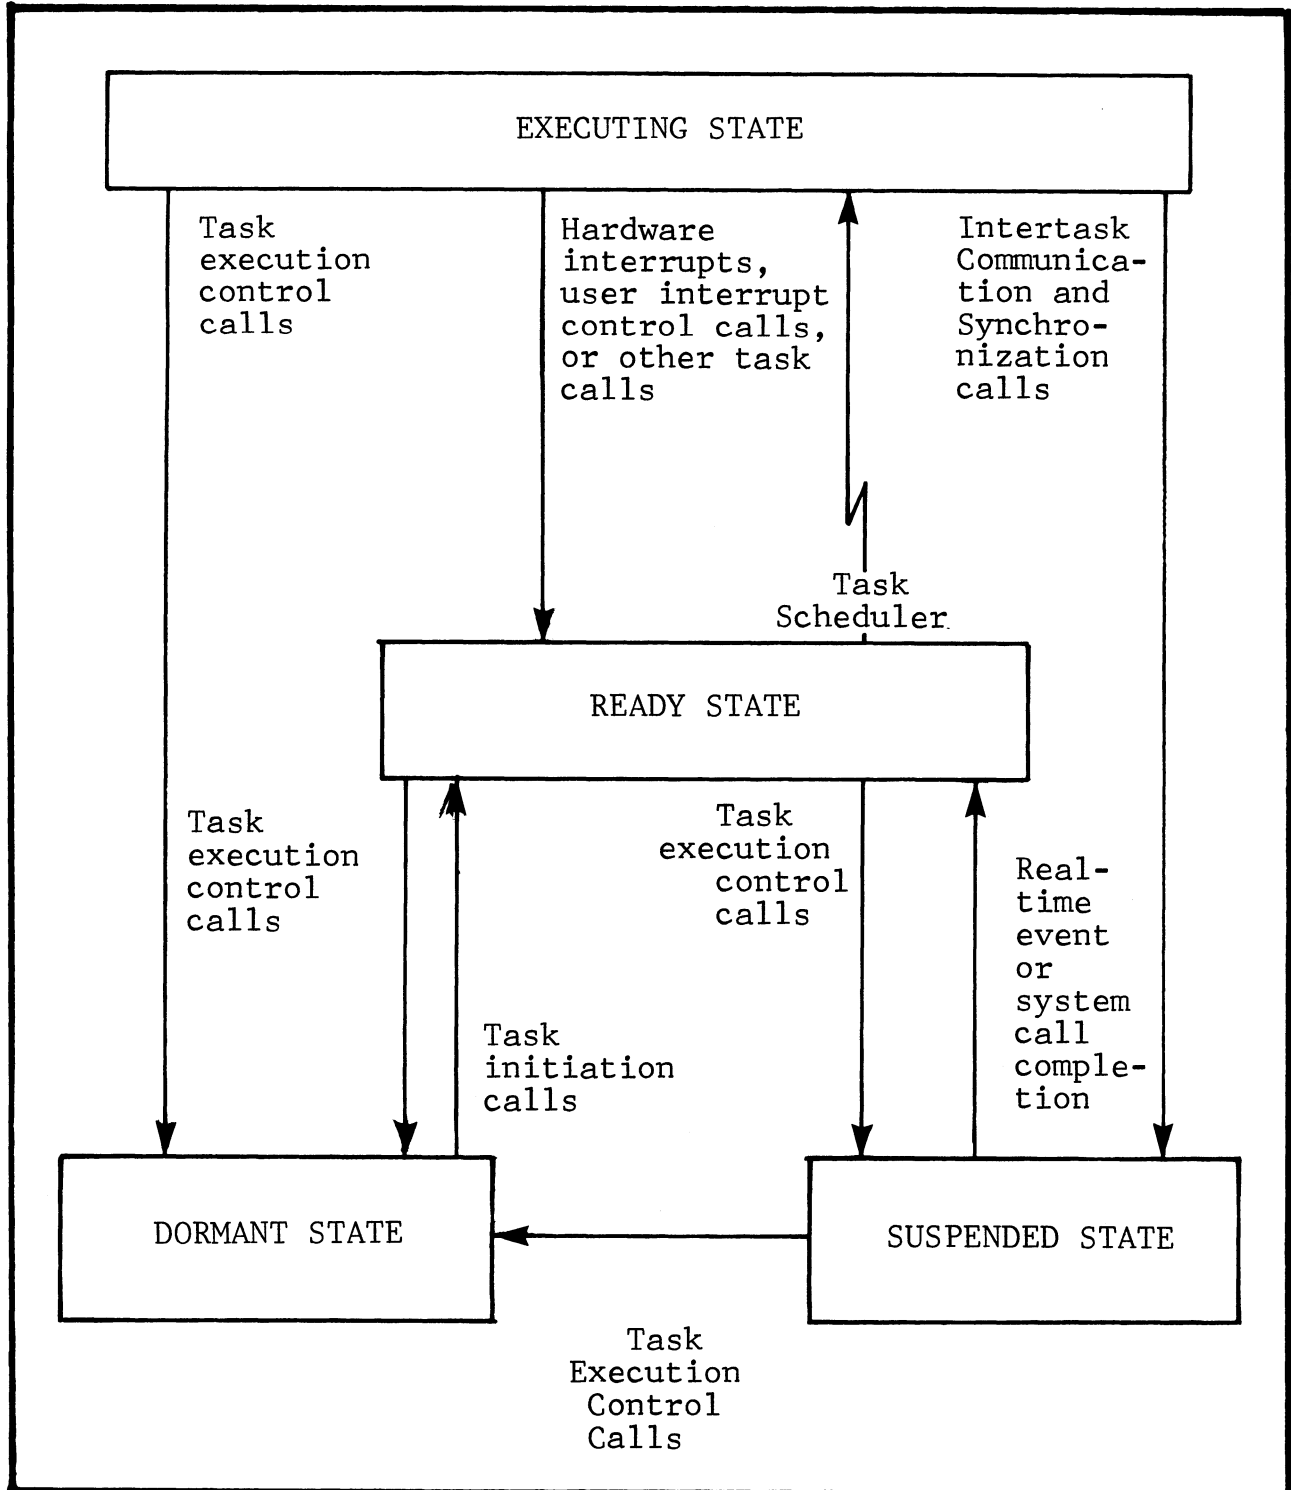 EXECUTING STATE
Task
execution
control
calls
Hardware
interrupts,
user interrupt
control calls,
or other task
calls
Intertask
Communica-
tion and
Synchro-
nization
calls
Task
Scheduler
READY STATE
Task
execution
control
calls
Task
initiation
calls
Task
execution
control
calls
Real-
time
event
or
system
call
comple-
tion
DORMANT STATE
SUSPENDED STATE
Task
Execution
Control
Calls